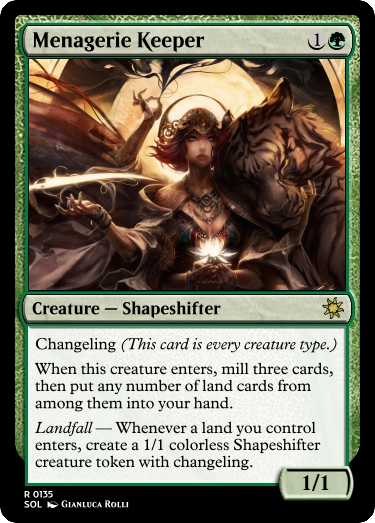 Menagerie Keeper 1
Creature — Shapeshifter
Changeling (This card is every creature type.)
When this creature enters, mill three cards,
then put any number of land cards from
among them into your hand.
Landfall — Whenever a land you control
enters, create a 1/1 colorless Shapeshifter
creature token with changeling.
1/1
R 0135
SOL Gianluca Rolli